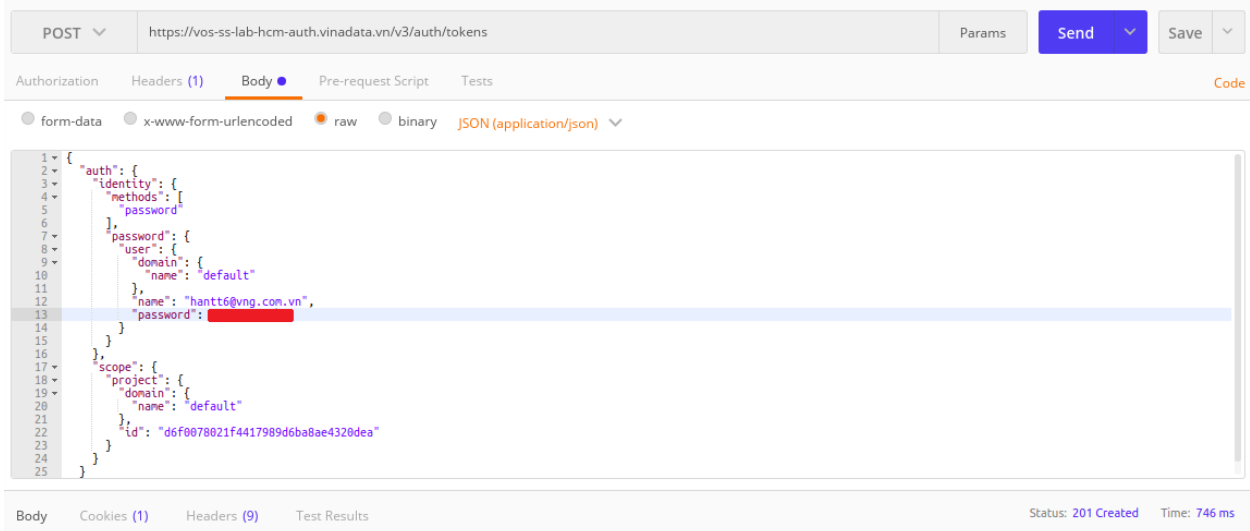 POST https://vos-ss-lab-hcm-auth.vinadata.vn/v3/auth/tokens Params Send Save
Authorization Headers (1) Body Pre-request Script Tests Code
form-data x-www-form-urlencoded raw binary JSON (application/json)
1 {
2 "auth": {
3 "identity": {
4 "methods": [
5 "password"
6 ],
7 "password": {
8 "user": {
9 "domain": {
10 "name": "default"
11 },
12 "name": "hantt6@vng.com.vn",
13 "password":
14 }
15 }
16 },
17 "scope": {
18 "project": {
19 "domain": {
20 "name": "default"
21 },
22 "id": "d6f0078021f4417989d6ba8ae4320dea"
23 }
24 }
25 }
Body Cookies (1) Headers (9) Test Results Status: 201 Created Time: 746 ms